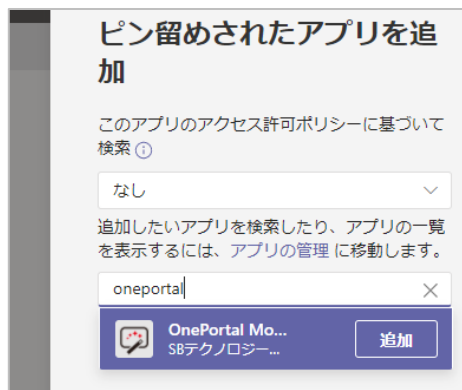 ピン留めされたアプリを追
加
このアプリのアクセス許可ポリシーに基づいて
検索
なし
追加したいアプリを検索したり、アプリの一覧
を表示するには、アプリの管理 に移動します。
oneportal
OnePortal Mo...
SBテクノロジー...
追加